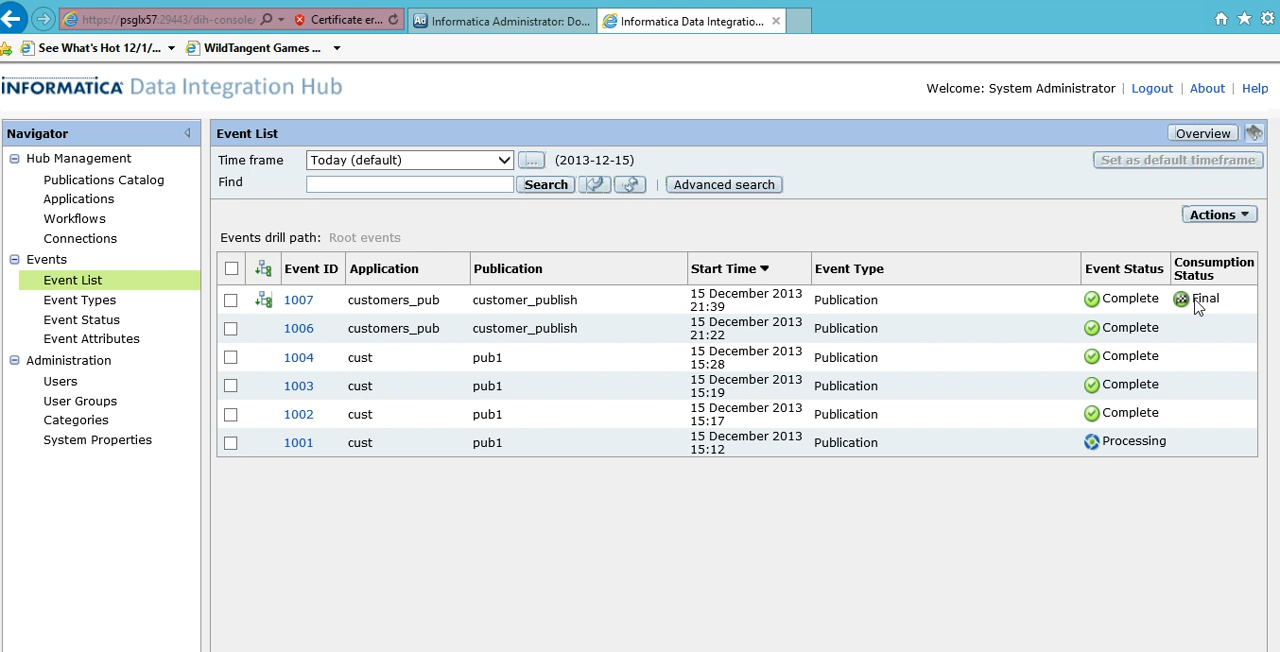 https://psglx57:29443/dih-console/ Certificate er... Informatica Administrator: Do... Informatica Data Integratio...
See What's Hot 12/1/... WildTangent Games ...
INFORMATICA Data Integration Hub
Welcome: System Administrator | Logout | About | Help
Navigator
Hub Management
Publications Catalog
Applications
Workflows
Connections
Events
Event List
Event Types
Event Status
Event Attributes
Administration
Users
User Groups
Categories
System Properties
Event List
Overview
Time frame Today (default) ... (2013-12-15) Set as default timeframe
Find Search | Advanced search
Actions
Events drill path: Root events
Event ID Application Publication Start Time Event Type Event Status Consumption Status
1007 customers_pub customer_publish 15 December 2013 21:39 Publication Complete Final
1006 customers_pub customer_publish 15 December 2013 21:22 Publication Complete
1004 cust pub1 15 December 2013 15:28 Publication Complete
1003 cust pub1 15 December 2013 15:19 Publication Complete
1002 cust pub1 15 December 2013 15:17 Publication Complete
1001 cust pub1 15 December 2013 15:12 Publication Processing